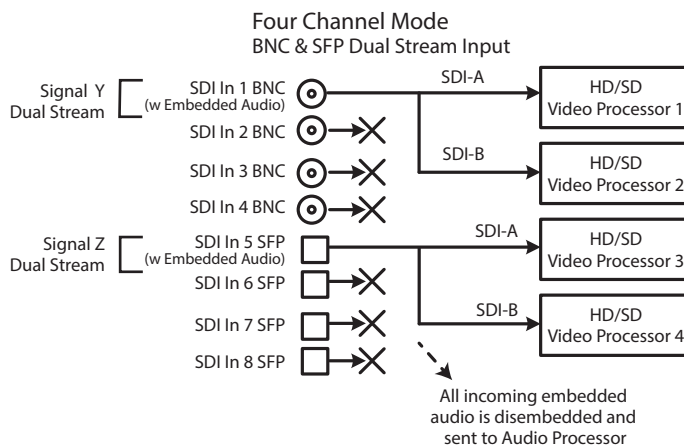 Four Channel Mode
BNC & SFP Dual Stream Input
Signal Y
Dual Stream
SDI In 1 BNC
(w Embedded Audio)
SDI In 2 BNC
SDI In 3 BNC
SDI In 4 BNC
SDI-A
HD/SD
Video Processor 1
SDI-B
HD/SD
Video Processor 2
Signal Z
Dual Stream
SDI In 5 SFP
(w Embedded Audio)
SDI In 6 SFP
SDI In 7 SFP
SDI In 8 SFP
SDI-A
HD/SD
Video Processor 3
SDI-B
HD/SD
Video Processor 4
All incoming embedded
audio is disembedded and
sent to Audio Processor